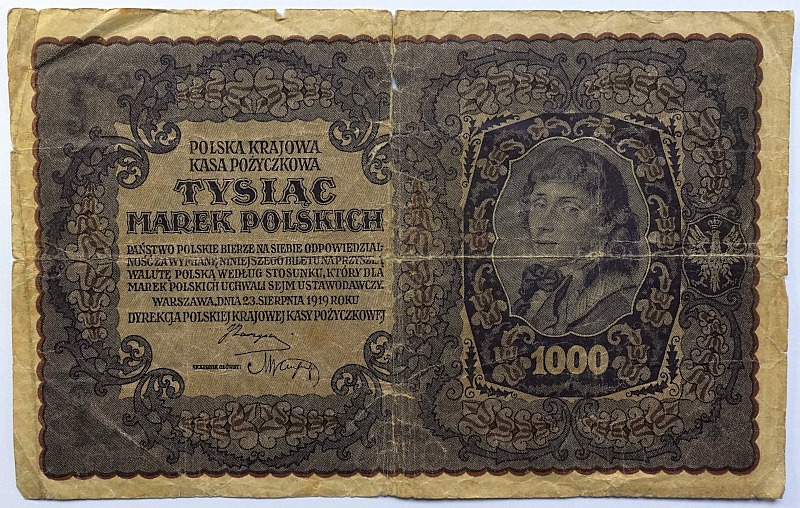 POLSKA KRAJOWA
KASA POŻYCZKOWA
TYSIĄC
MAREK POLSKICH
PAŃSTWO POLSKIE BIERZE NA SIEBIE ODPOWIEDZIAL-
NOŚĆ ZA WYMIANĘ NINIEJSZEGO BILETU NA PRZYSZŁĄ
WALUTĘ POLSKĄ WEDŁUG STOSUNKU, KTÓRY DLA
MAREK POLSKICH UCHWALI SEJM USTAWODAWCZY.
WARSZAWA, DNIA 23. SIERPNIA 1919 ROKU
DYREKCJA POLSKIEJ KRAJOWEJ KASY POŻYCZKOWEJ
SKARBNIK GŁÓWNY:
1000